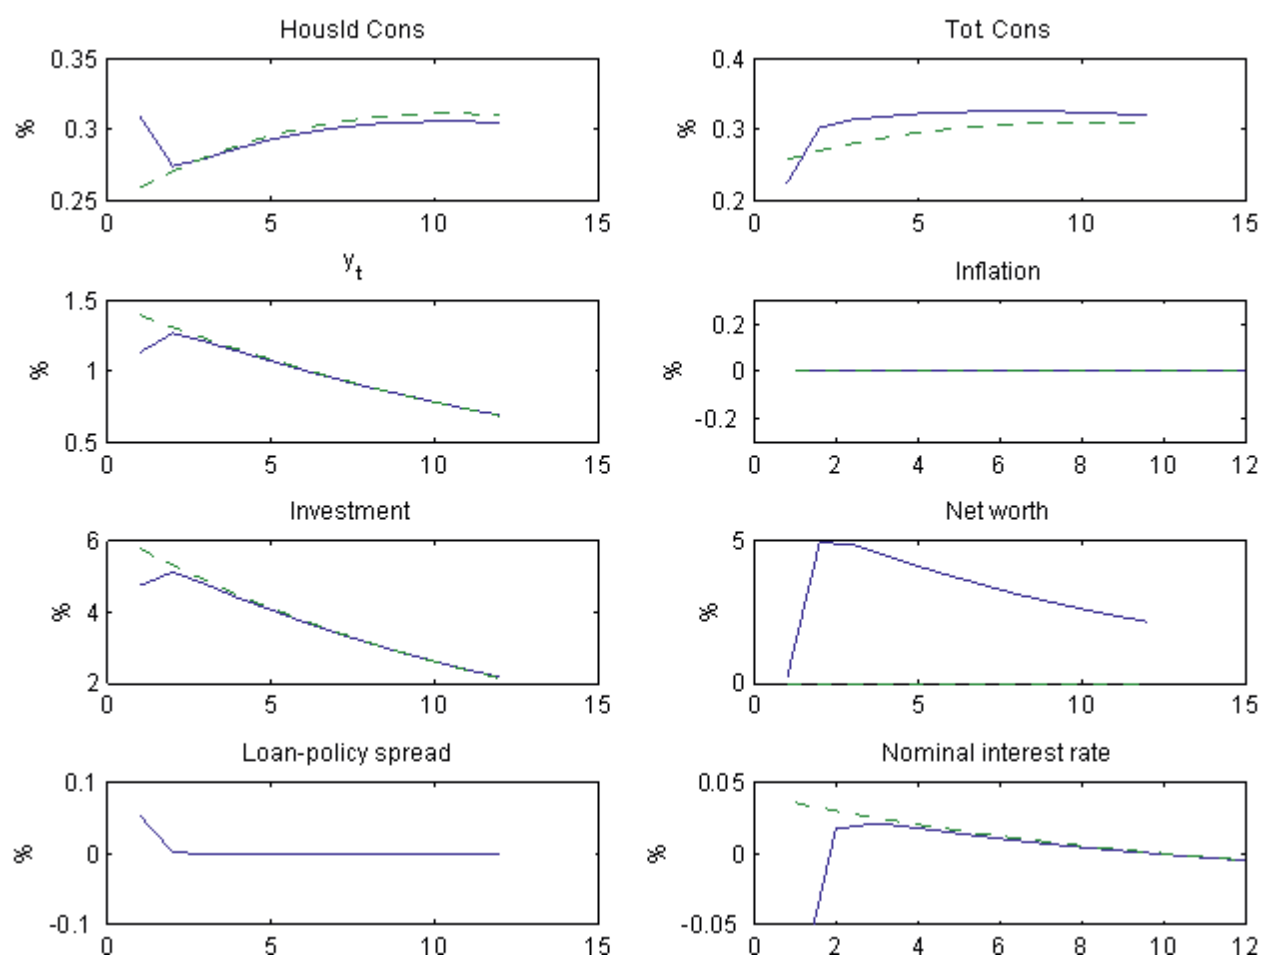 Housld Cons
Tot. Cons
0.35
0.3
0.25
%
0 5 10 15
0.4
0.3
0.2
%
0 5 10 15
y_t
Inflation
1.5
1
0.5
%
0 5 10 15
0.2
0
-0.2
%
0 2 4 6 8 10 12
Investment
Net worth
6
4
2
%
0 5 10 15
5
0
%
0 5 10 15
Loan-policy spread
Nominal interest rate
0.1
0
-0.1
%
0 5 10 15
0.05
0
-0.05
%
0 2 4 6 8 10 12